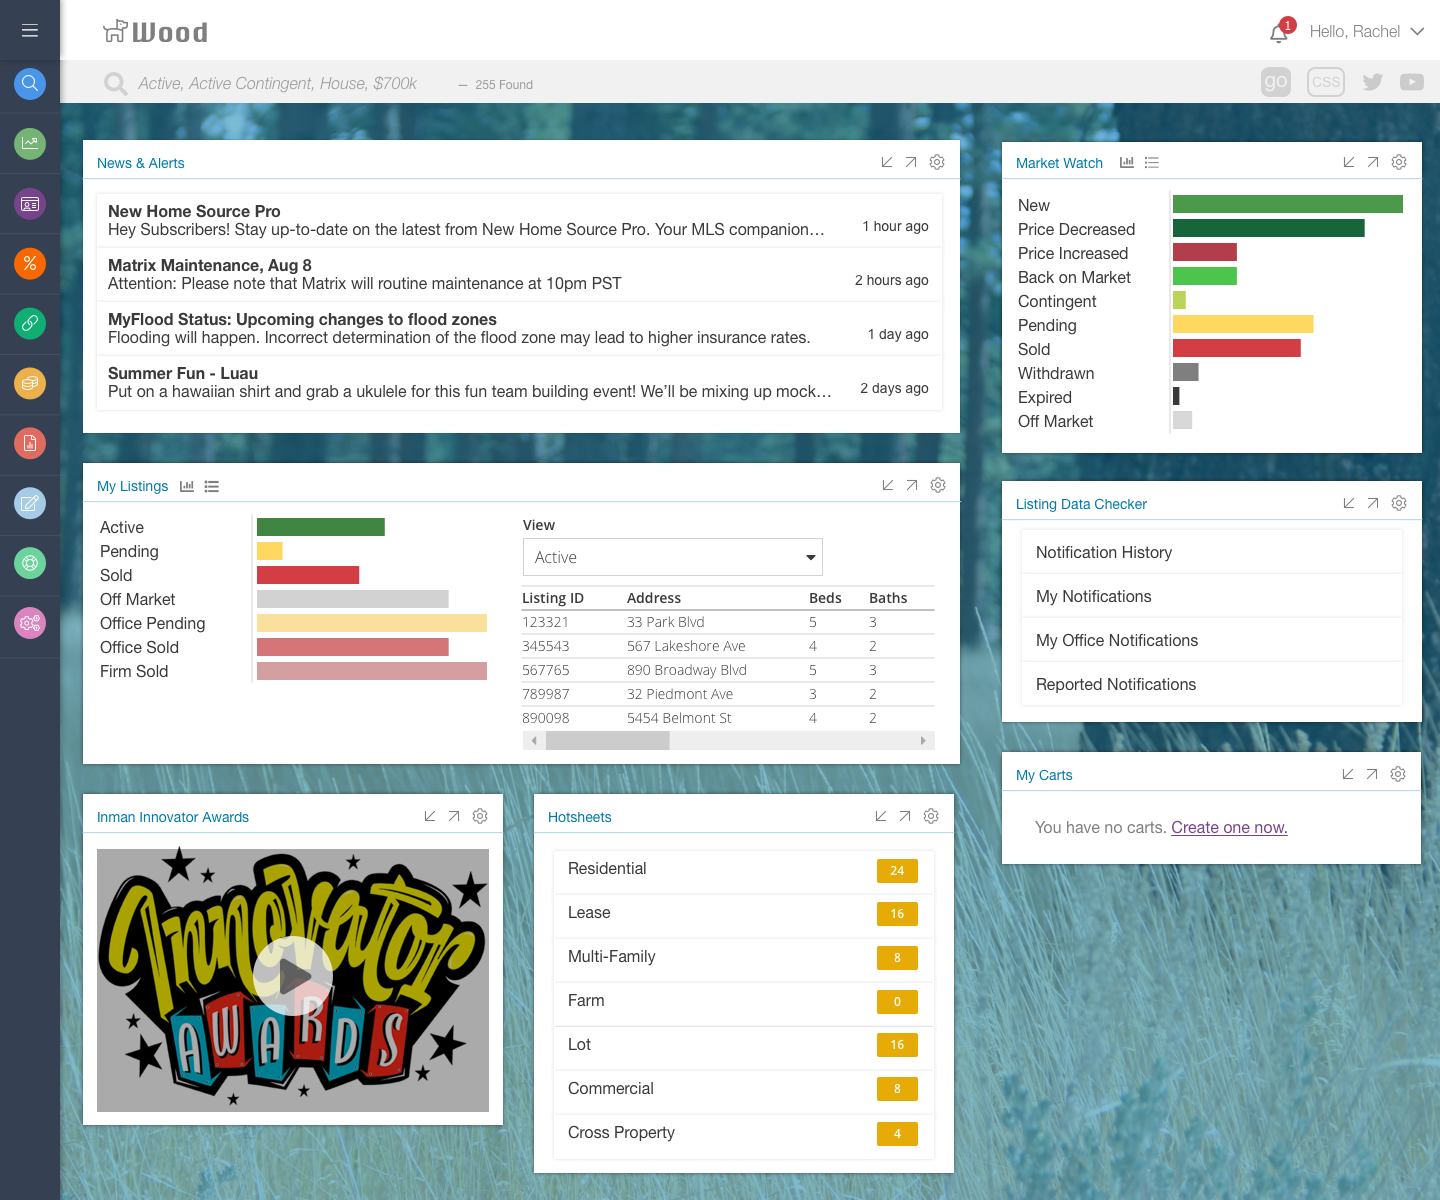 Wood
1
Hello, Rachel
Active, Active Contingent, House, $700k
– 255 Found
go
CSS
News & Alerts
New Home Source Pro
Hey Subscribers! Stay up-to-date on the latest from New Home Source Pro. Your MLS companion...
1 hour ago
Matrix Maintenance, Aug 8
Attention: Please note that Matrix will routine maintenance at 10pm PST
2 hours ago
MyFlood Status: Upcoming changes to flood zones
Flooding will happen. Incorrect determination of the flood zone may lead to higher insurance rates.
1 day ago
Summer Fun - Luau
Put on a hawaiian shirt and grab a ukulele for this fun team building event! We'll be mixing up mock...
2 days ago
Market Watch
New
Price Decreased
Price Increased
Back on Market
Contingent
Pending
Sold
Withdrawn
Expired
Off Market
My Listings
Active
Pending
Sold
Off Market
Office Pending
Office Sold
Firm Sold
View
Active
Listing ID Address Beds Baths
123321 33 Park Blvd 5 3
345543 567 Lakeshore Ave 4 2
567765 890 Broadway Blvd 5 3
789987 32 Piedmont Ave 3 2
890098 5454 Belmont St 4 2
Listing Data Checker
Notification History
My Notifications
My Office Notifications
Reported Notifications
My Carts
You have no carts. Create one now.
Inman Innovator Awards
Innovator
AWARDS
Hotsheets
Residential 24
Lease 16
Multi-Family 8
Farm 0
Lot 16
Commercial 8
Cross Property 4